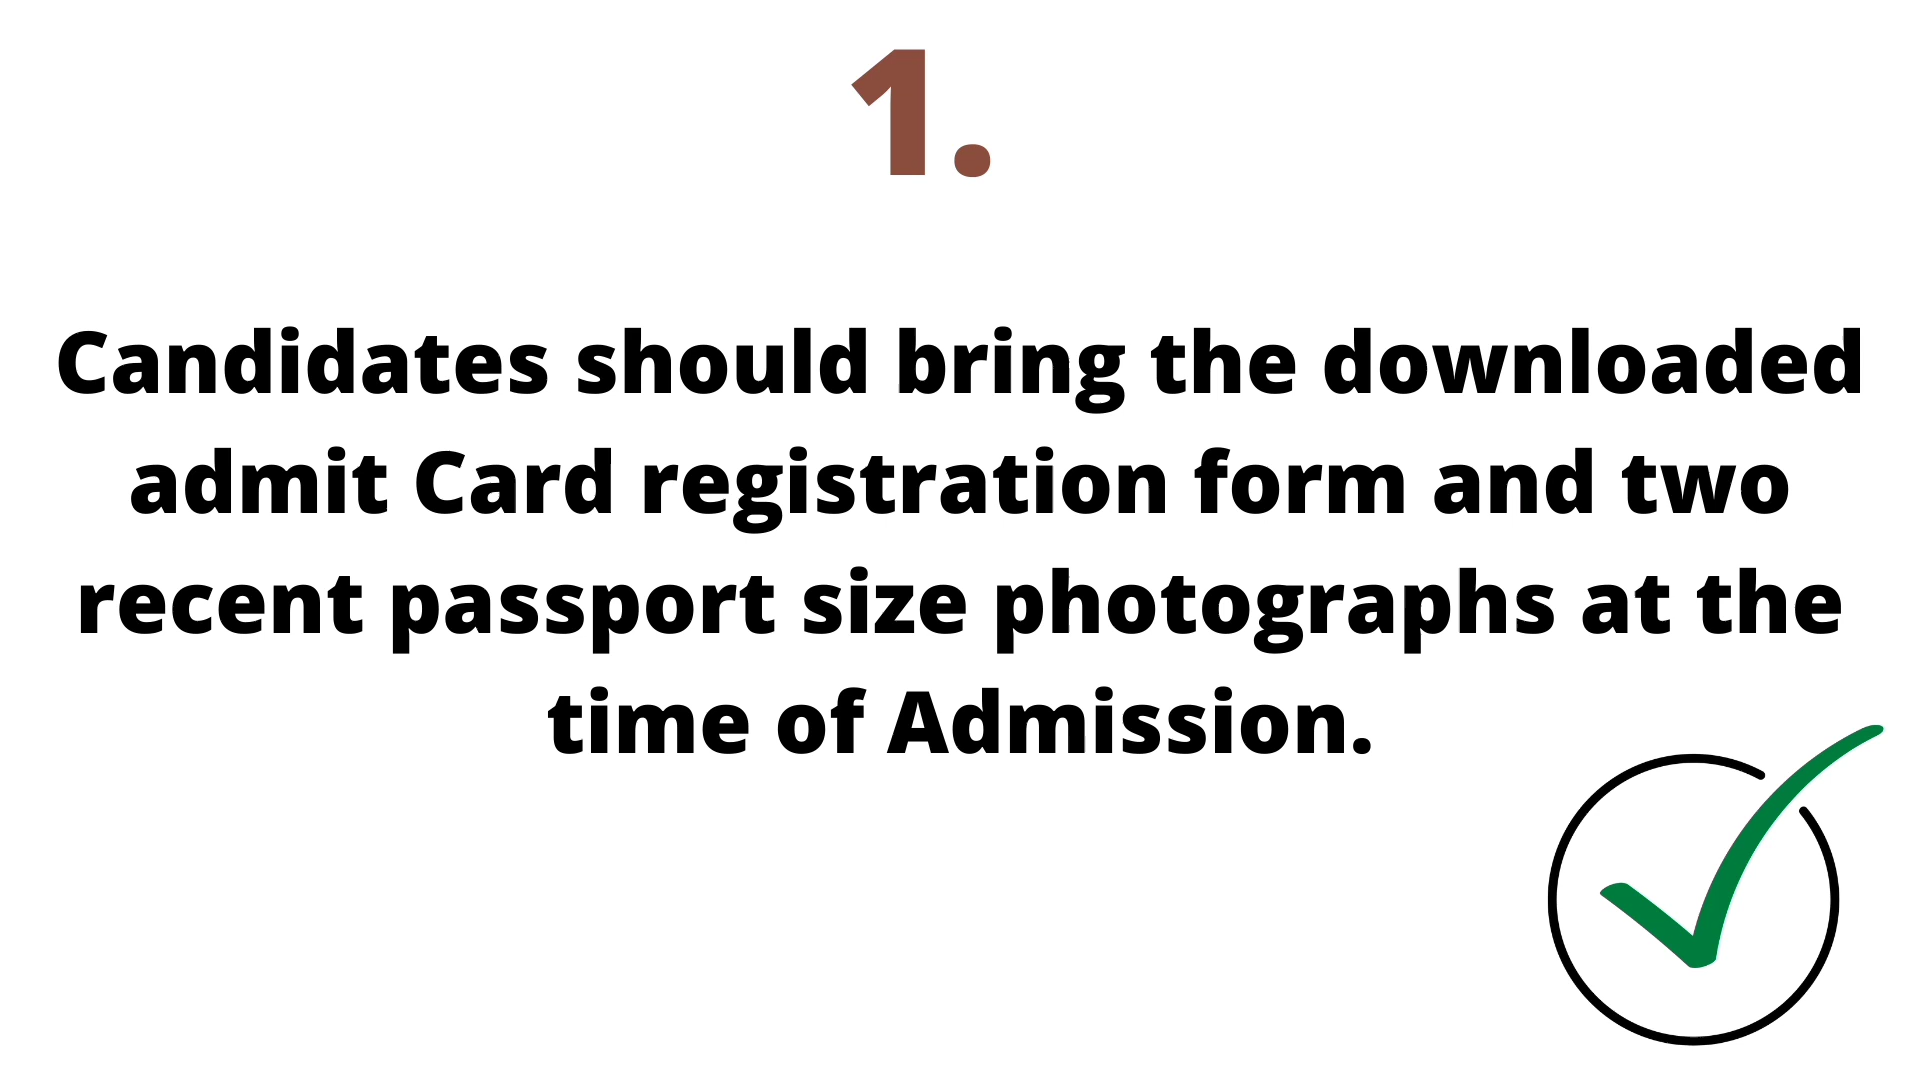 1.
Candidates should bring the downloaded
admit Card registration form and two
recent passport size photographs at the
time of Admission.